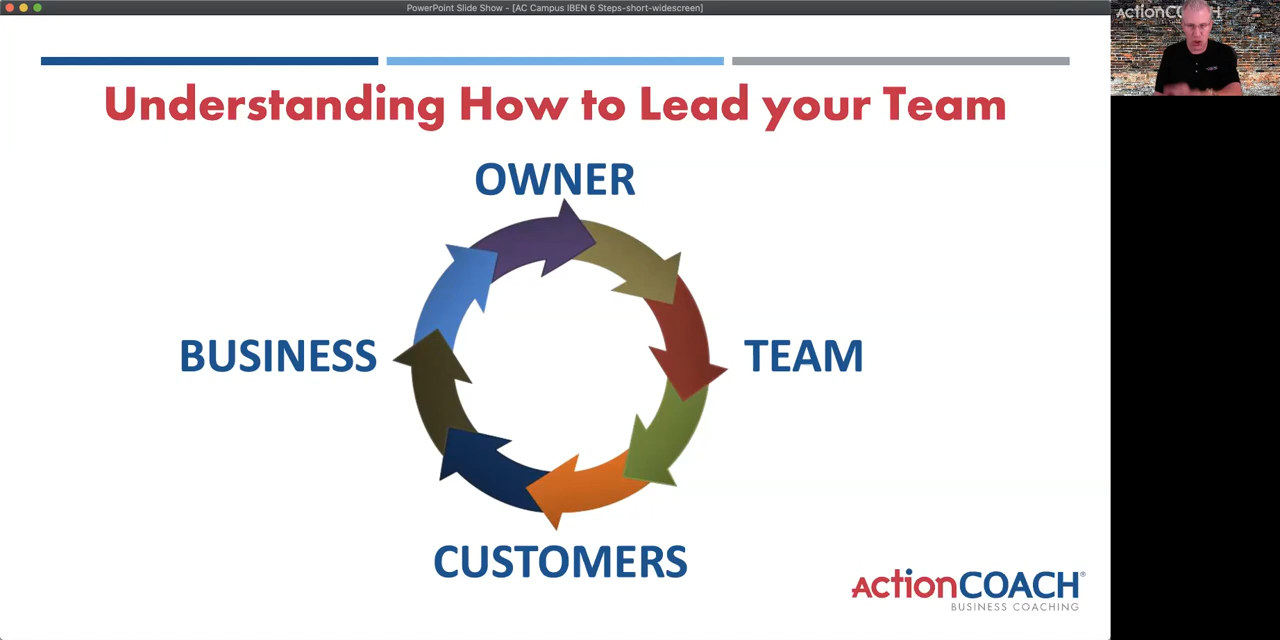 PowerPoint Slide Show - [AC Campus IBEN 6 Steps-short-widescreen]
ActionCOACH
Understanding How to Lead your Team
OWNER
BUSINESS
TEAM
CUSTOMERS
ActionCOACH®
BUSINESS COACHING